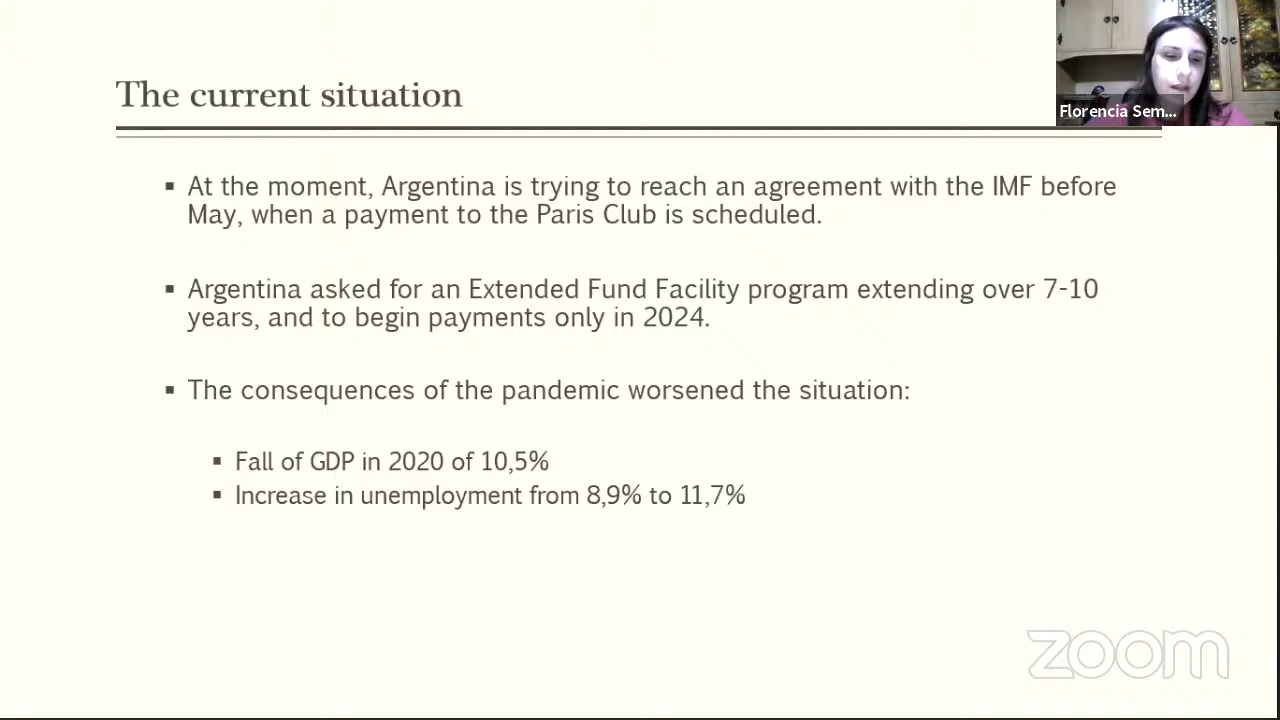 The current situation
Florencia Sem...
▪ At the moment, Argentina is trying to reach an agreement with the IMF before
May, when a payment to the Paris Club is scheduled.
▪ Argentina asked for an Extended Fund Facility program extending over 7-10
years, and to begin payments only in 2024.
▪ The consequences of the pandemic worsened the situation:
▪ Fall of GDP in 2020 of 10,5%
▪ Increase in unemployment from 8,9% to 11,7%
zoom